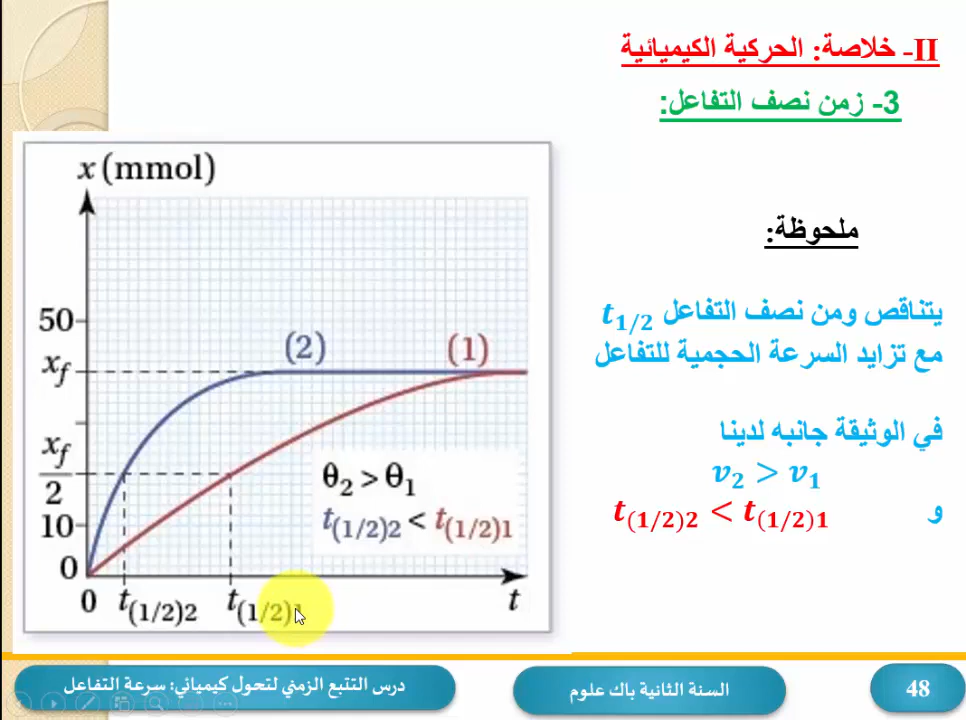 II- خلاصة: الحركية الكيميائية
3- زمن نصف التفاعل:
ملحوظة:
يتناقص ومن نصف التفاعل t1/2
مع تزايد السرعة الحجمية للتفاعل
في الوثيقة جانبه لدينا
v2 > v1
و t(1/2)2 < t(1/2)1
x (mmol)
50
xf
xf/2
10
0
(2)
(1)
θ2 > θ1
t(1/2)2 < t(1/2)1
0
t(1/2)2
t(1/2)1
t
درس التتبع الزمني لتحول كيميائي: سرعة التفاعل
السنة الثانية باك علوم
48